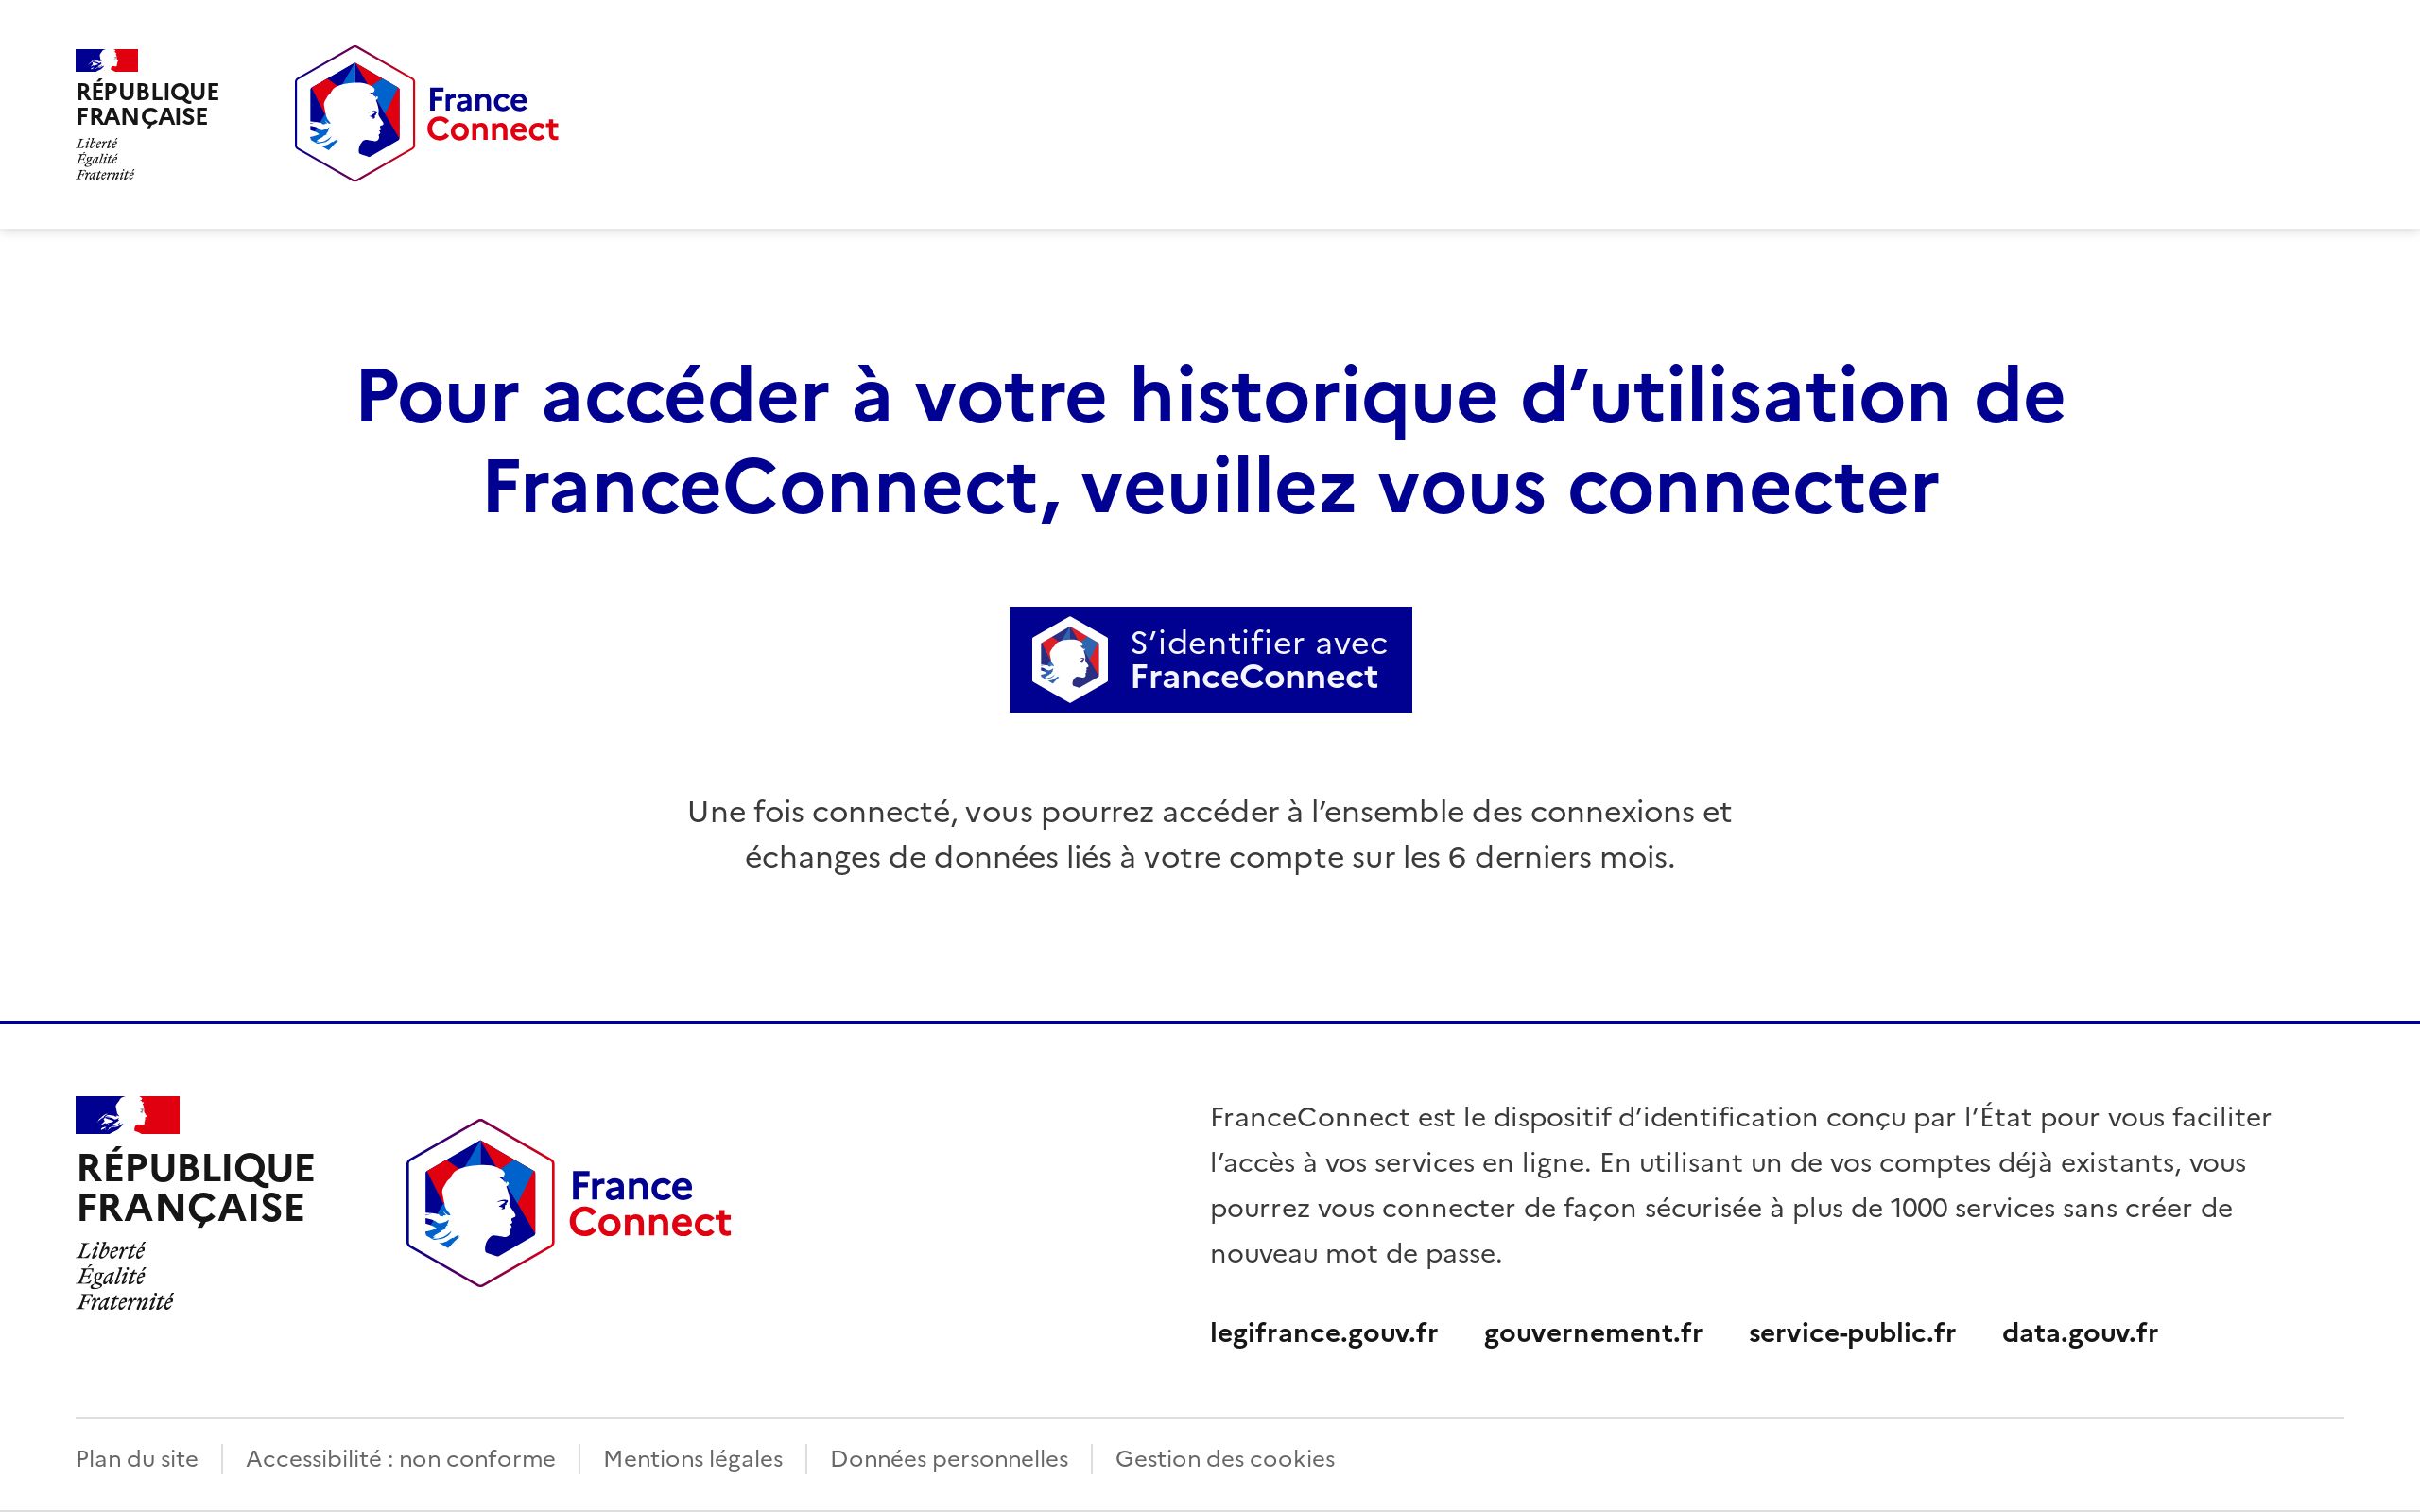 RÉPUBLIQUE
FRANÇAISE
Liberté
Égalité
Fraternité
France
Connect
Pour accéder à votre historique d’utilisation de
FranceConnect, veuillez vous connecter
S’identifier avec
FranceConnect
Une fois connecté, vous pourrez accéder à l’ensemble des connexions et
échanges de données liés à votre compte sur les 6 derniers mois.
RÉPUBLIQUE
FRANÇAISE
Liberté
Égalité
Fraternité
France
Connect
FranceConnect est le dispositif d’identification conçu par l’État pour vous faciliter
l’accès à vos services en ligne. En utilisant un de vos comptes déjà existants, vous
pourrez vous connecter de façon sécurisée à plus de 1000 services sans créer de
nouveau mot de passe.
legifrance.gouv.fr gouvernement.fr service-public.fr data.gouv.fr
Plan du site Accessibilité : non conforme Mentions légales Données personnelles Gestion des cookies